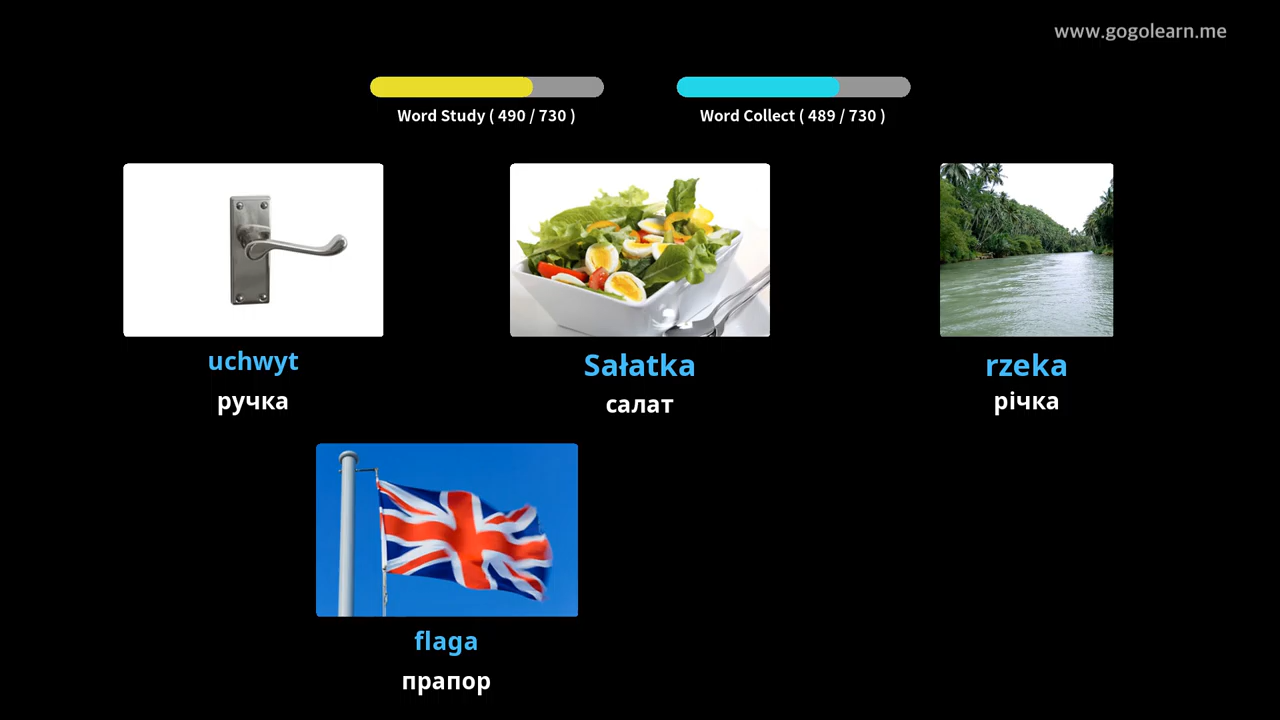 www.gogolearn.me
Word Study ( 490 / 730 )
Word Collect ( 489 / 730 )
uchwyt
ручка
Sałatka
салат
rzeka
річка
flaga
прапор